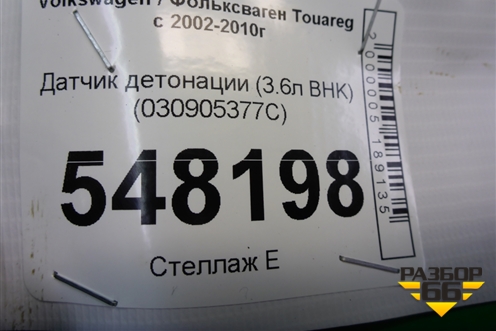 Volkswagen / Фольксваген Touareg
с 2002-2010г
Датчик детонации (3.6л BHK)
(030905377C)
548198
Стеллаж Е
2000005189135
РАЗБОР
66